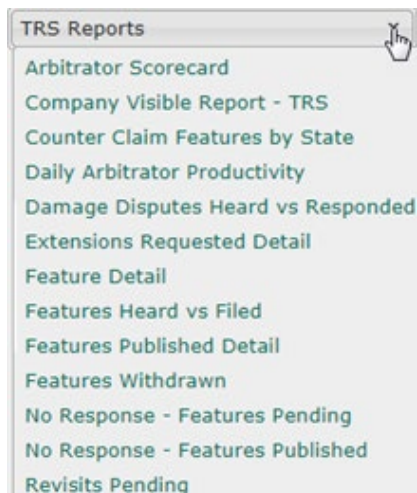 TRS Reports
Arbitrator Scorecard
Company Visible Report - TRS
Counter Claim Features by State
Daily Arbitrator Productivity
Damage Disputes Heard vs Responded
Extensions Requested Detail
Feature Detail
Features Heard vs Filed
Features Published Detail
Features Withdrawn
No Response - Features Pending
No Response - Features Published
Revisits Pending